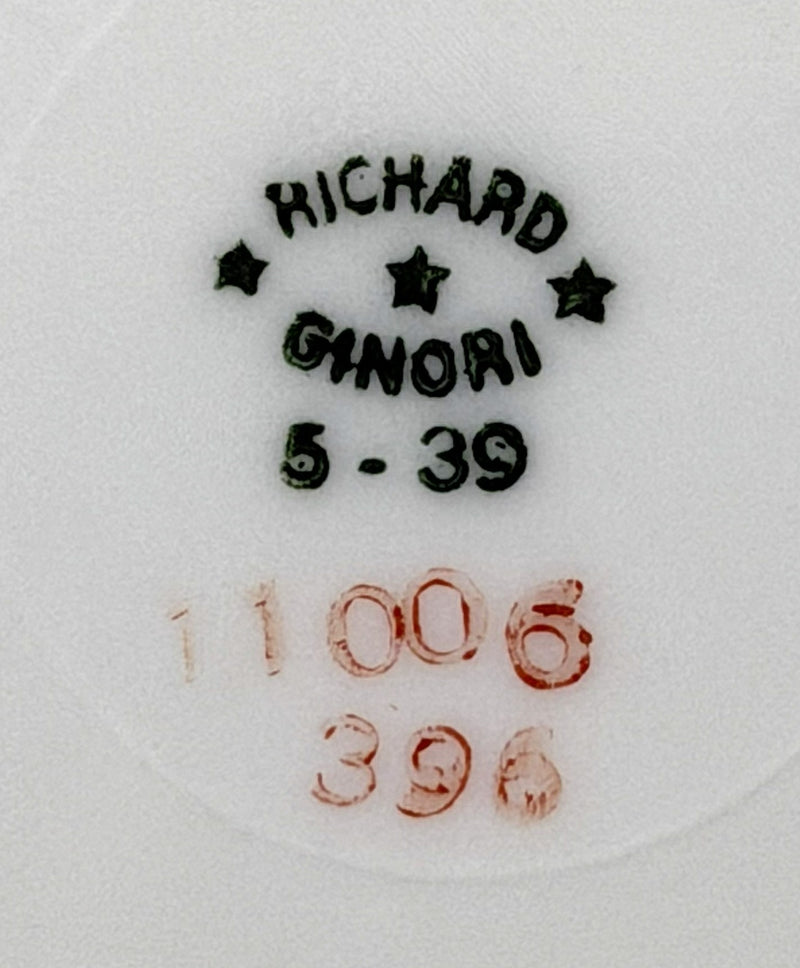 RICHARD
GINORI
5 - 39
11006
396